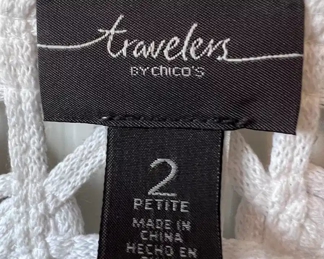 travelers
BY CHICO'S
2
PETITE
MADE IN
CHINA
HECHO EN